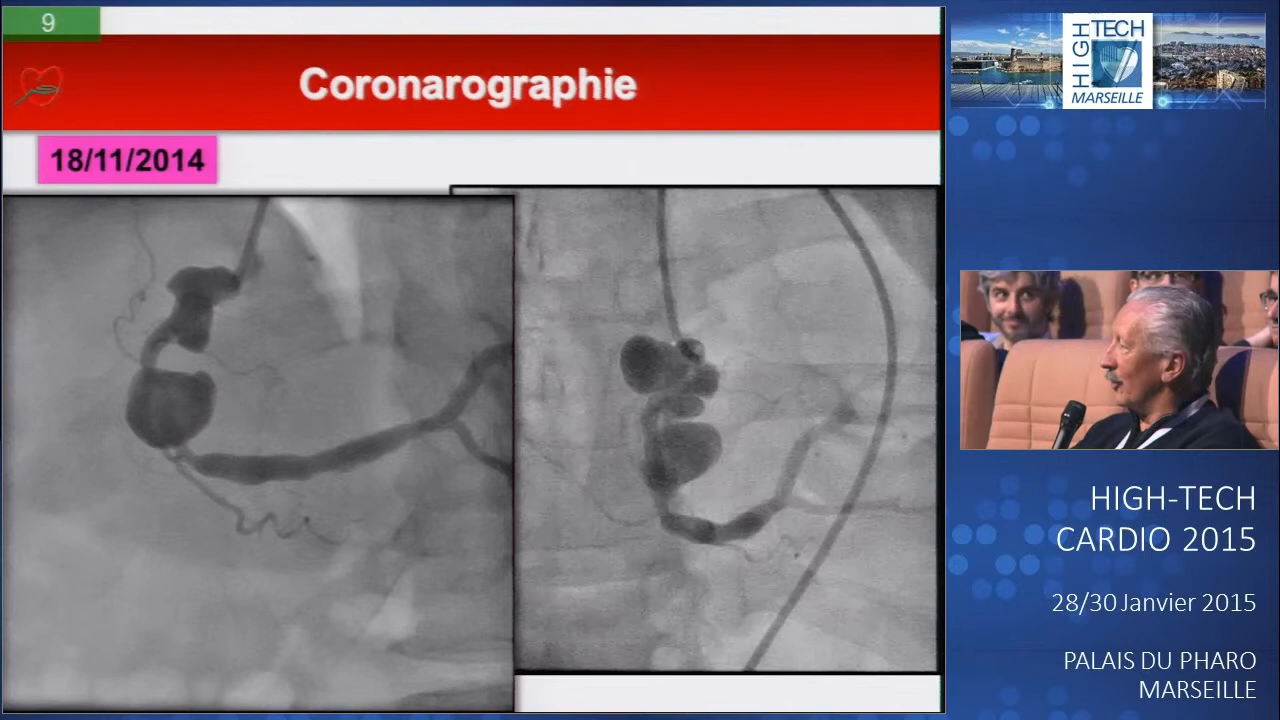 9
Coronarographie
18/11/2014
HIGH
TECH
MARSEILLE
HIGH-TECH
CARDIO 2015
28/30 Janvier 2015
PALAIS DU PHARO
MARSEILLE